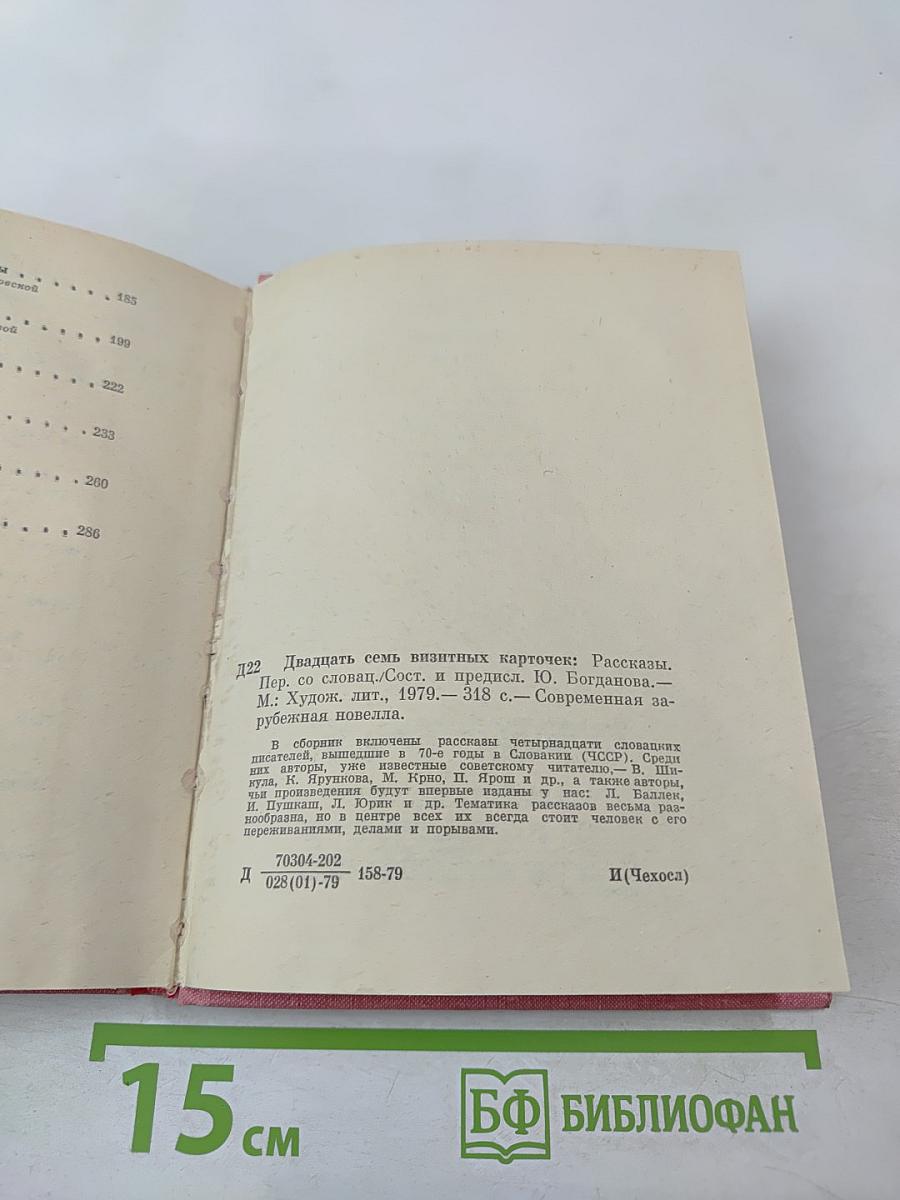 185
199
222
233
260
286
Д22 Двадцать семь визитных карточек: Рассказы.
Пер. со словац./Сост. и предисл. Ю. Богданова.—
М.: Худож. лит., 1979.— 318 с.— Современная за-
рубежная новелла.
В сборник включены рассказы четырнадцати словацких
писателей, вышедшие в 70-е годы в Словакии (ЧССР). Среди
них авторы, уже известные советскому читателю,— В. Ши-
кула, К. Ярункова, М. Крно, П. Ярош и др., а также авторы,
чьи произведения будут впервые изданы у нас: Л. Баллек,
И. Пушкаш, Л. Юрик и др. Тематика рассказов весьма раз-
нообразна, но в центре всех их всегда стоит человек с его
переживаниями, делами и порывами.
70304-202
Д 158-79 И(Чехосл)
028(01)-79
15 см
БФ БИБЛИОФАН